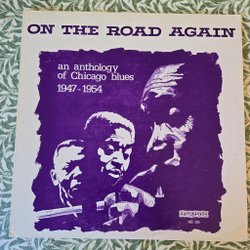 ON THE ROAD AGAIN
an anthology
of Chicago blues
1947-1954